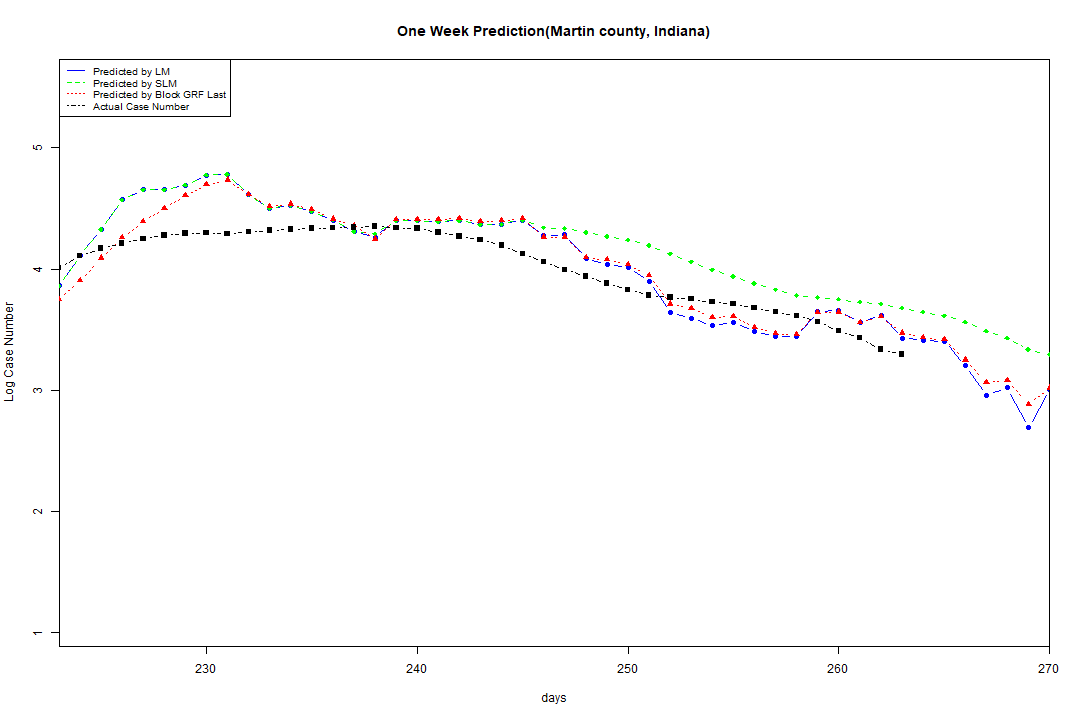 One Week Prediction(Martin county, Indiana)
Predicted by LM
Predicted by SLM
Predicted by Block GRF Last
Actual Case Number
5
4
3
2
1
Log Case Number
230
240
250
260
270
days